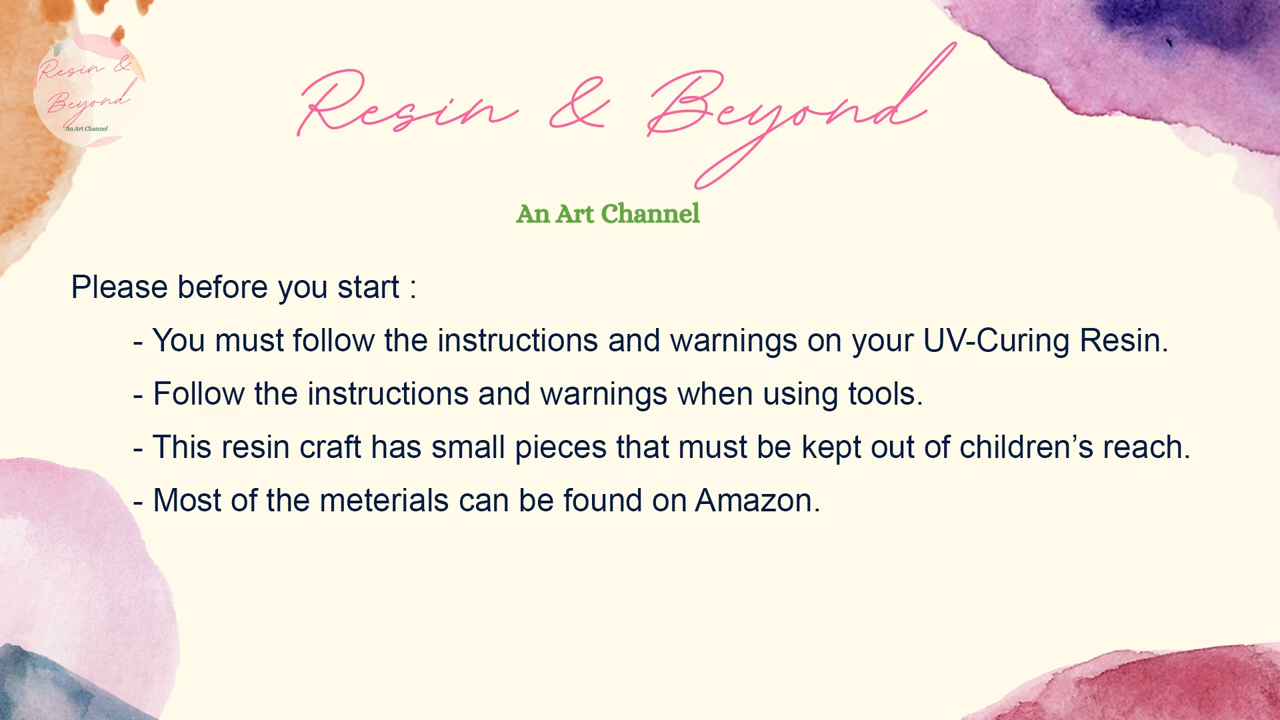 Resin &
Beyond
An Art Channel
Resin & Beyond
An Art Channel
Please before you start :
- You must follow the instructions and warnings on your UV-Curing Resin.
- Follow the instructions and warnings when using tools.
- This resin craft has small pieces that must be kept out of children’s reach.
- Most of the meterials can be found on Amazon.